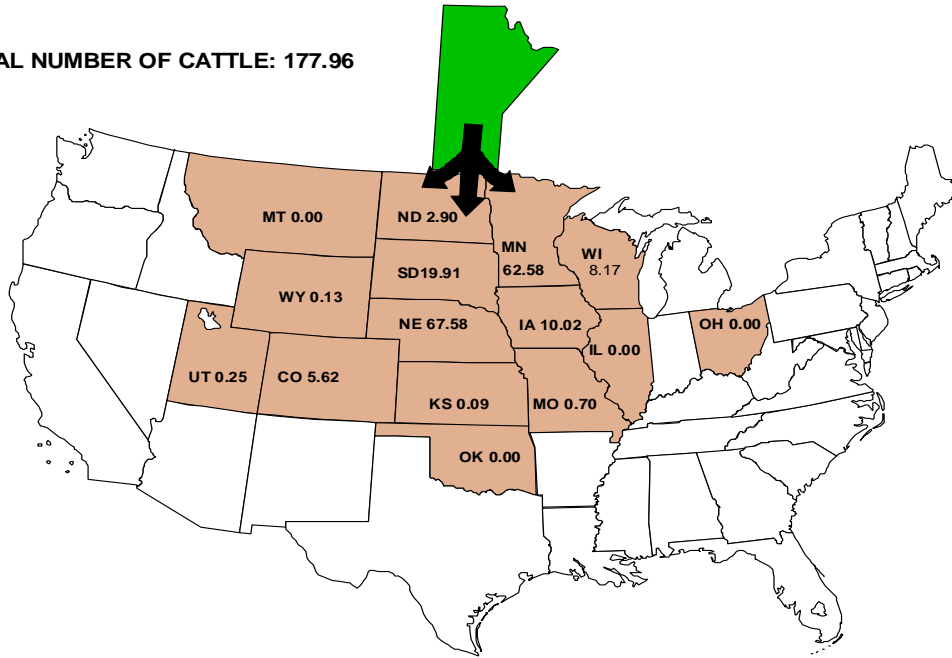 AL NUMBER OF CATTLE: 177.96
MT 0.00
ND 2.90
MN
62.58
WI
8.17
SD19.91
WY 0.13
NE 67.58
IA 10.02
IL 0.00
OH 0.00
UT 0.25
CO 5.62
KS 0.09
MO 0.70
OK 0.00